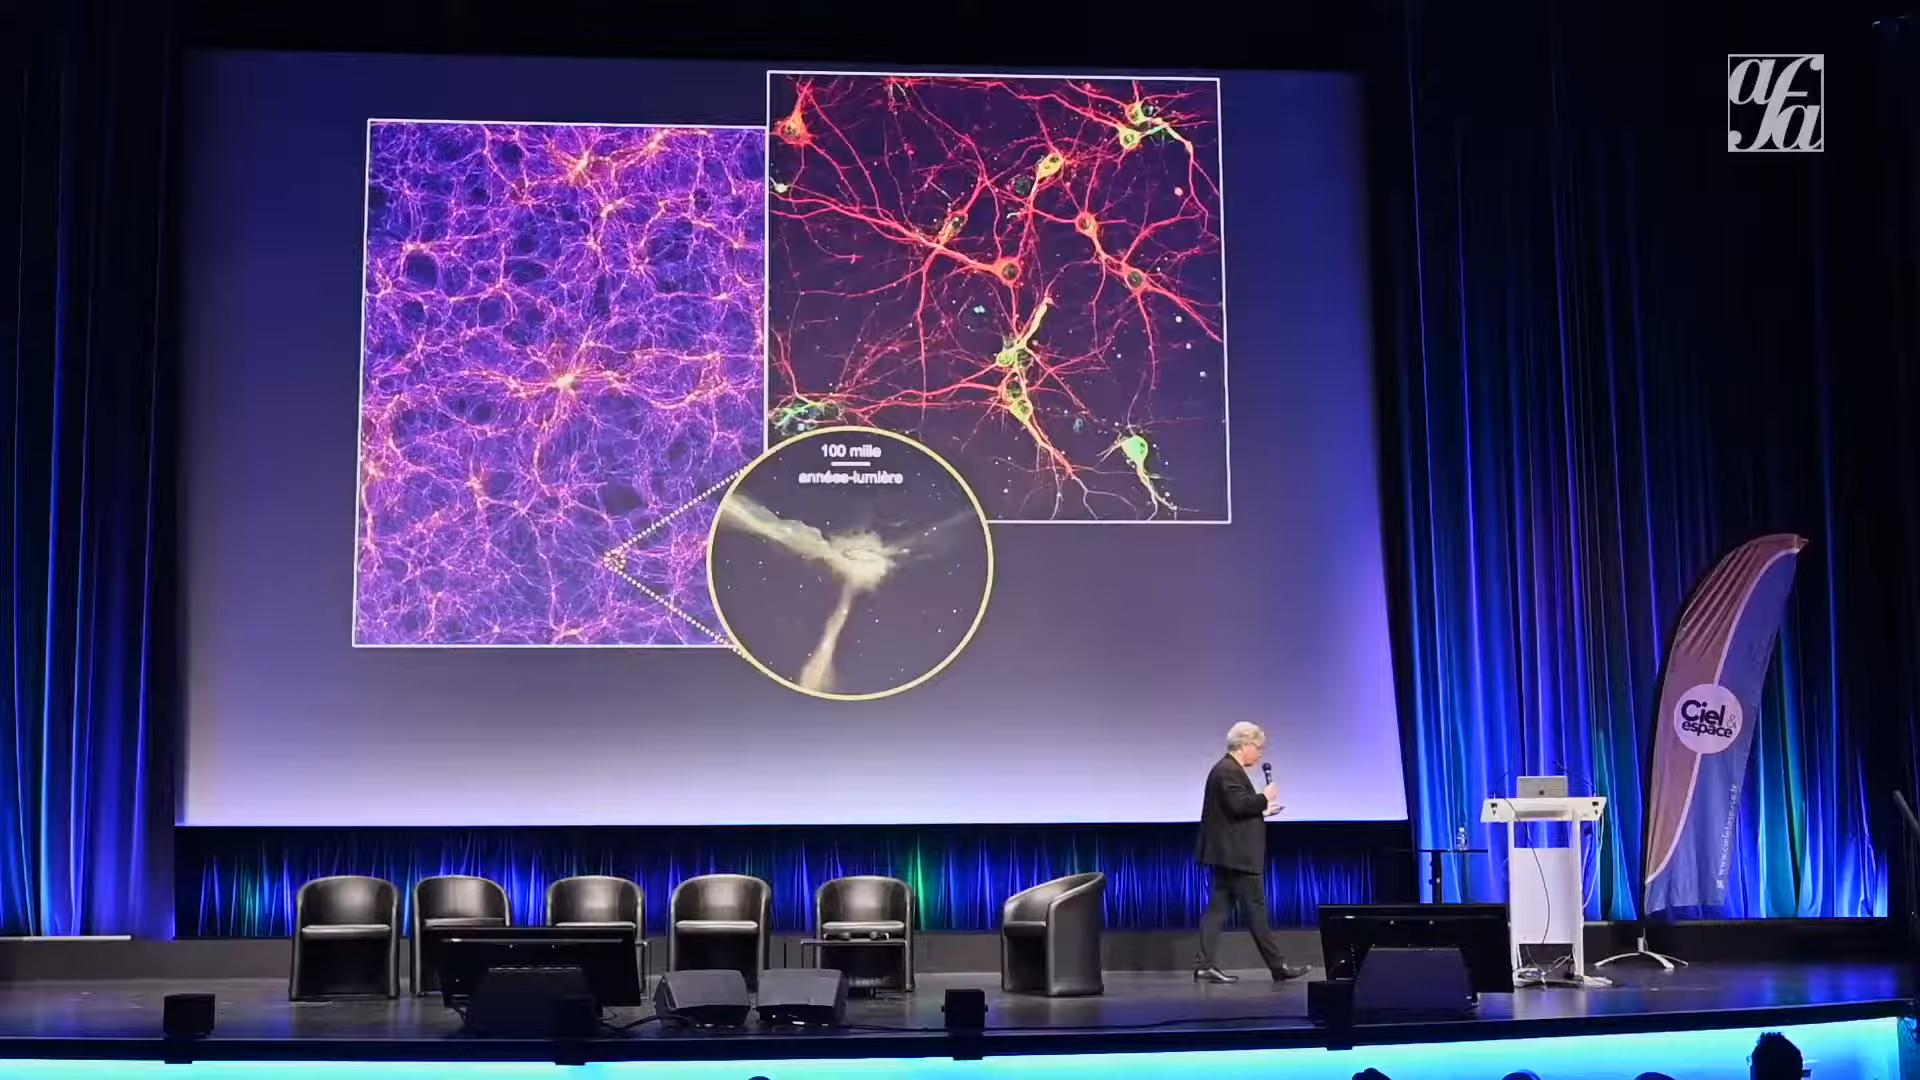 afa
100 mille
années-lumière
Ciel &
espace